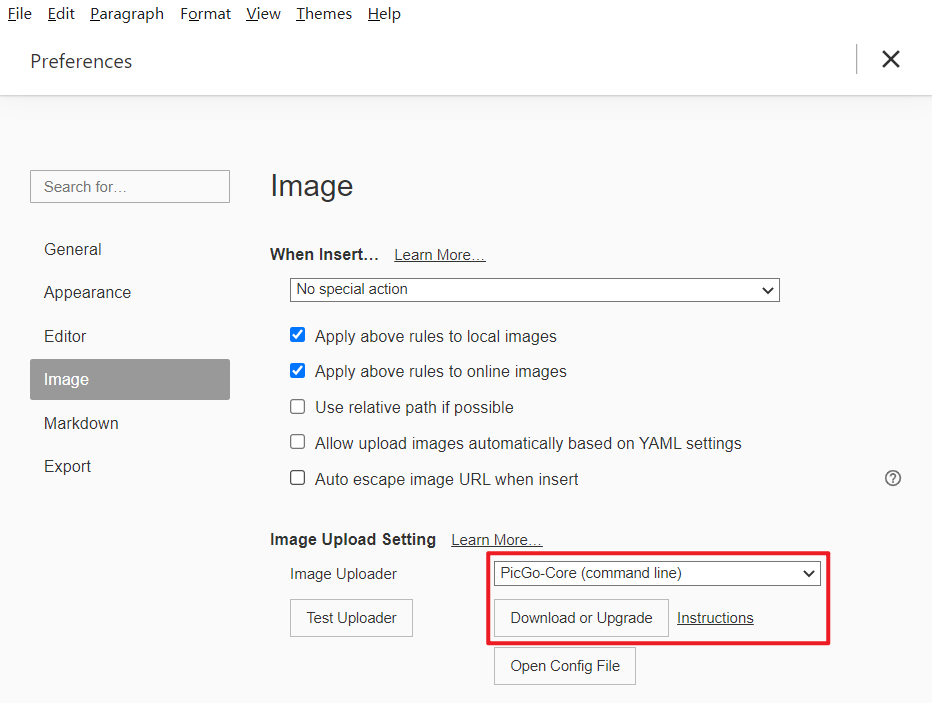 File Edit Paragraph Format View Themes Help
Preferences
Search for...
General
Appearance
Editor
Image
Markdown
Export
Image
When Insert... Learn More...
No special action
Apply above rules to local images
Apply above rules to online images
Use relative path if possible
Allow upload images automatically based on YAML settings
Auto escape image URL when insert
Image Upload Setting Learn More...
Image Uploader PicGo-Core (command line)
Test Uploader Download or Upgrade Instructions
Open Config File